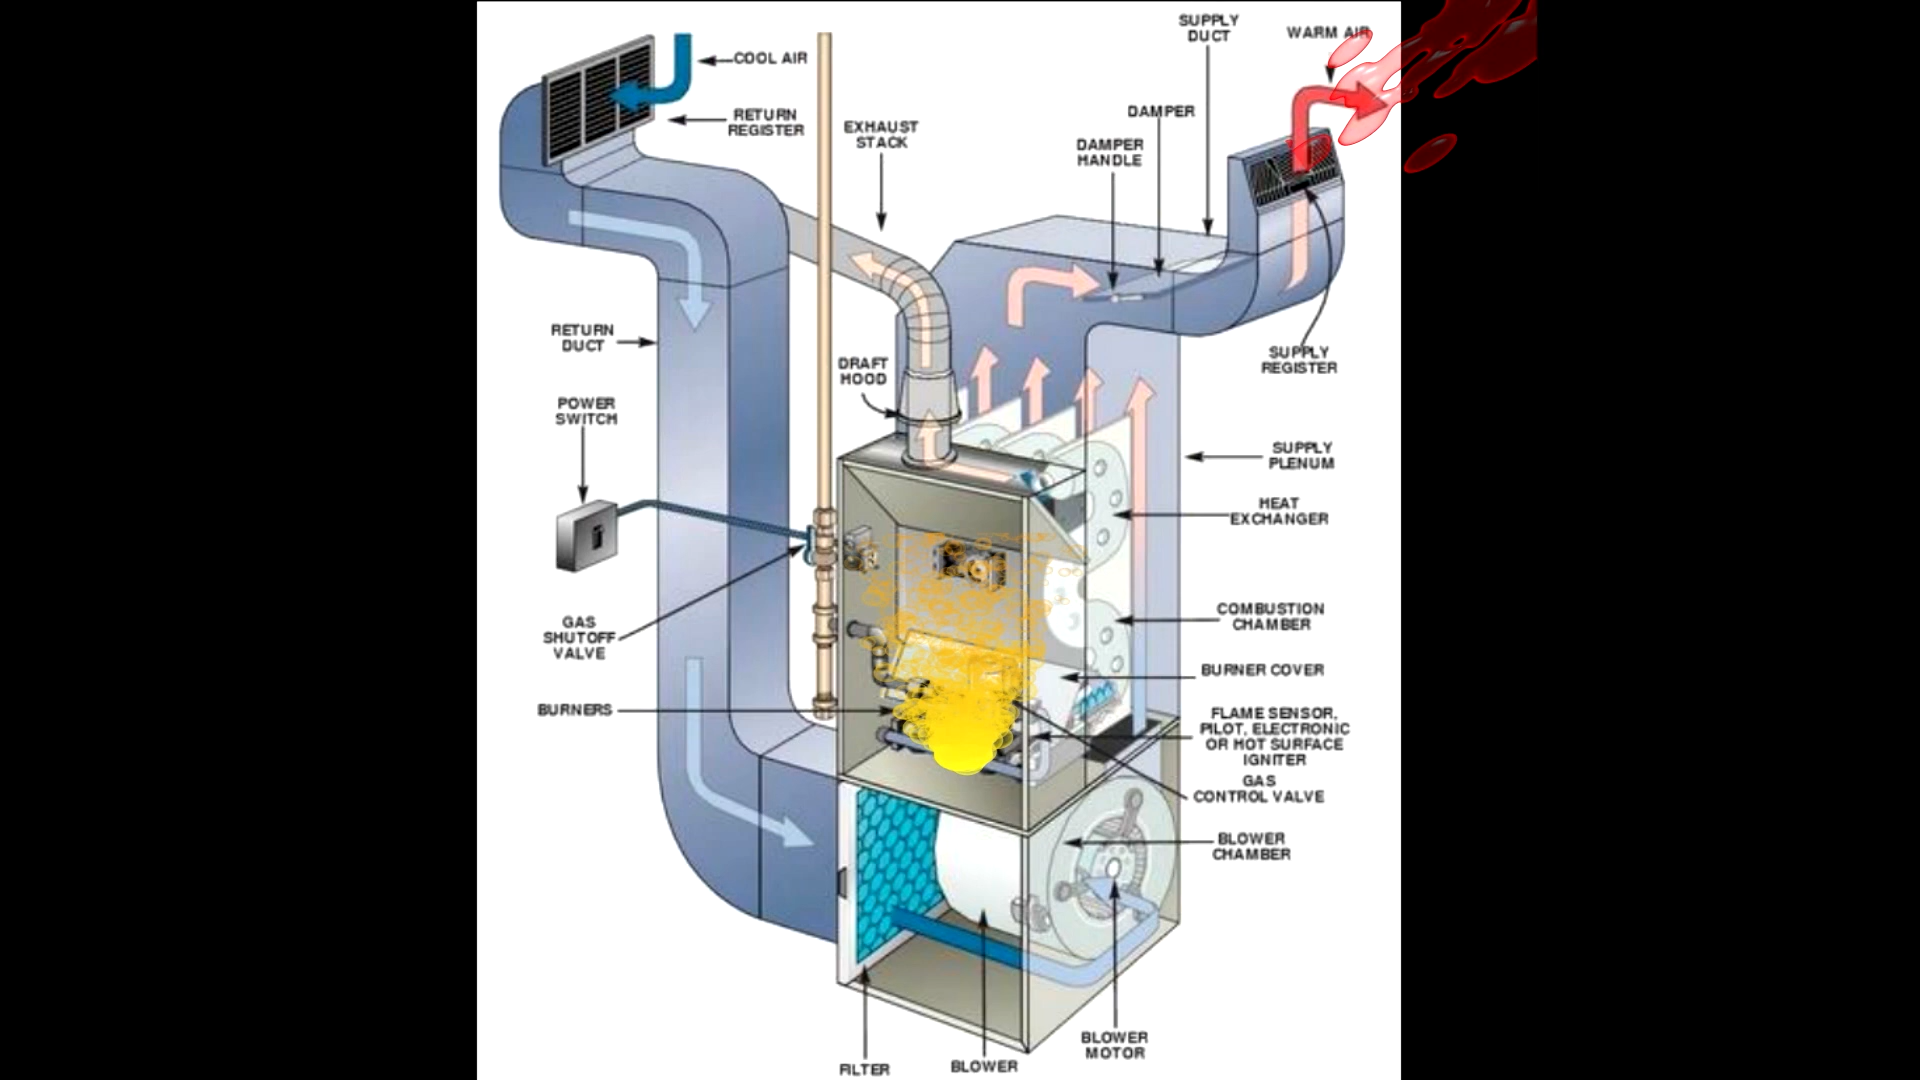 COOL AIR
RETURN
REGISTER
EXHAUST
STACK
SUPPLY
DUCT
WARM AIR
DAMPER
DAMPER
HANDLE
RETURN
DUCT
DRAFT
HOOD
SUPPLY
REGISTER
POWER
SWITCH
SUPPLY
PLENUM
HEAT
EXCHANGER
GAS
SHUTOFF
VALVE
COMBUSTION
CHAMBER
BURNER COVER
BURNERS
FLAME SENSOR,
PILOT, ELECTRONIC
OR HOT SURFACE
IGNITER
GAS
CONTROL VALVE
BLOWER
CHAMBER
BLOWER
MOTOR
FILTER
BLOWER